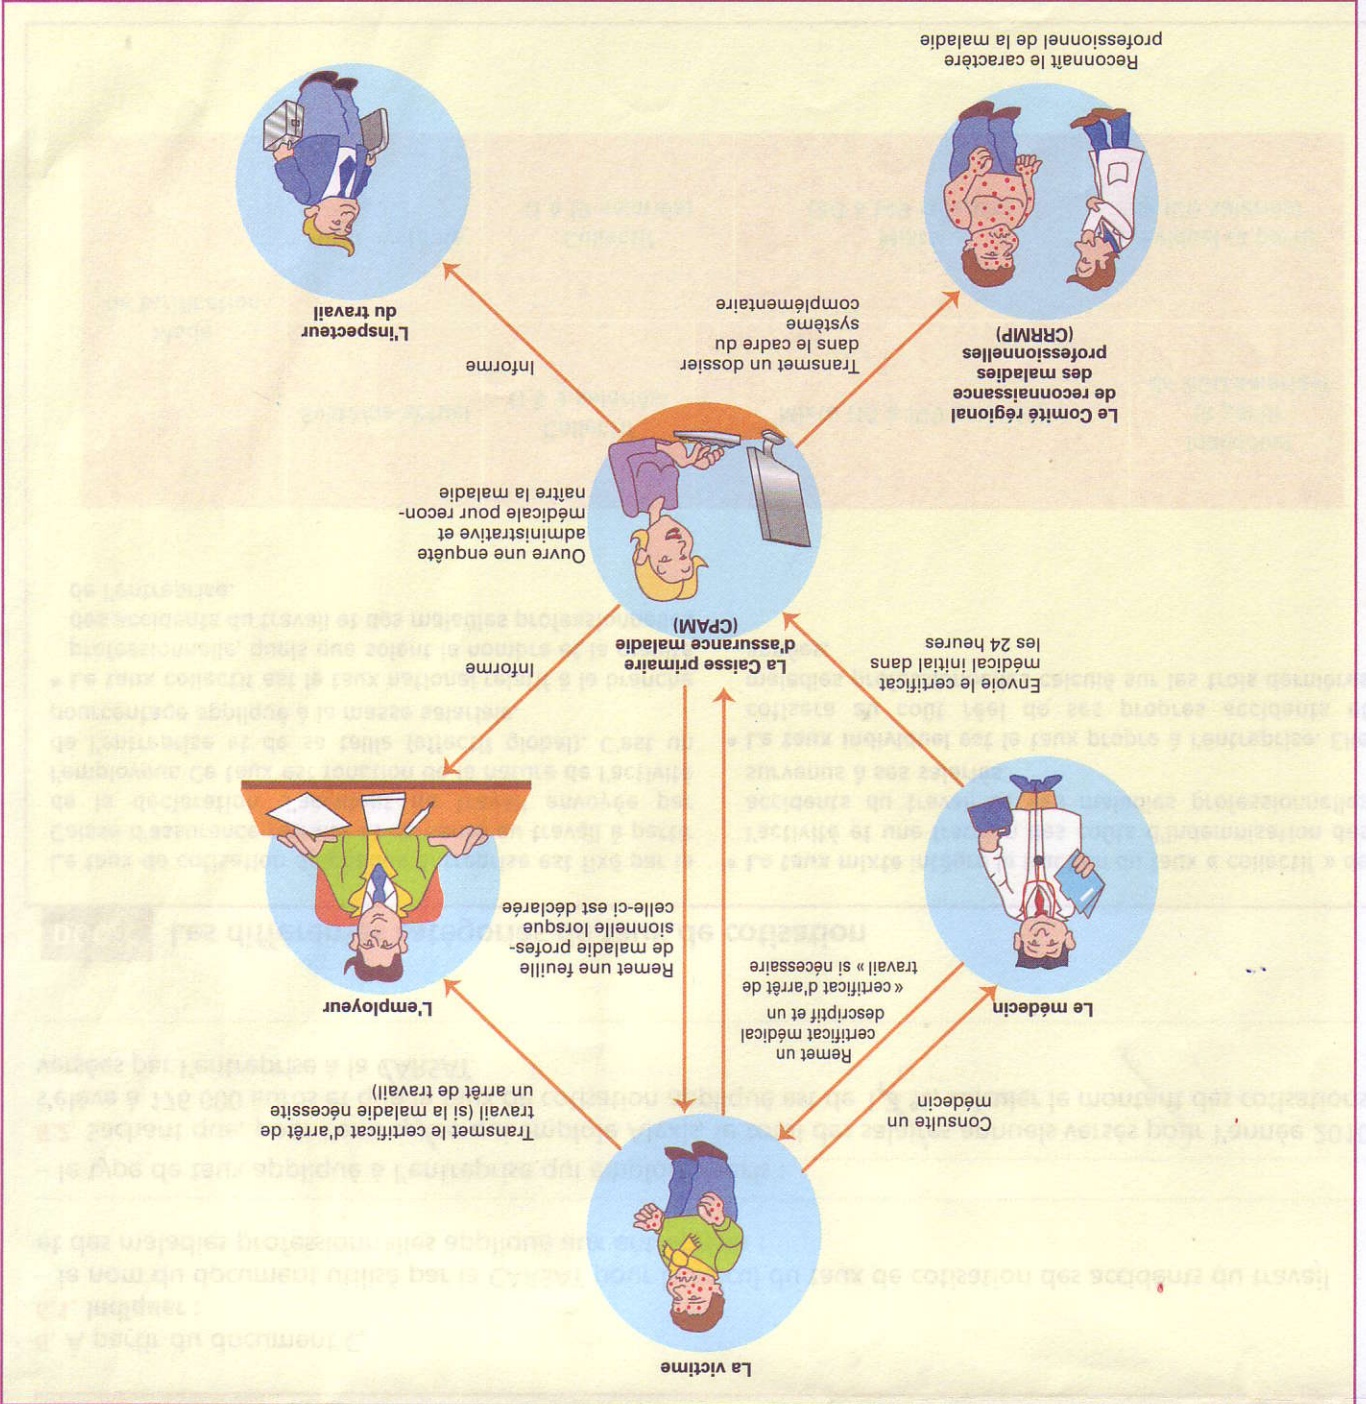 La victime
Consulte un
médecin
Transmet le certificat d'arrêt de
travail (si la maladie nécessite
un arrêt de travail)
Remet un
certificat médical
descriptif et un
« certificat d'arrêt de
travail » si nécessaire
Le médecin
L'employeur
Remet une feuille
de maladie profes-
sionnelle lorsque
celle-ci est déclarée
Envoie le certificat
médical initial dans
les 24 heures
La Caisse primaire
d'assurance maladie
(CPAM)
Informe
Ouvre une enquête
administrative et
médicale pour recon-
naître la maladie
Le Comité régional
de reconnaissance
des maladies
professionnelles
(CRRMP)
Transmet un dossier
dans le cadre du
système
complémentaire
Informe
L'inspecteur
du travail
Reconnaît le caractère
professionnel de la maladie